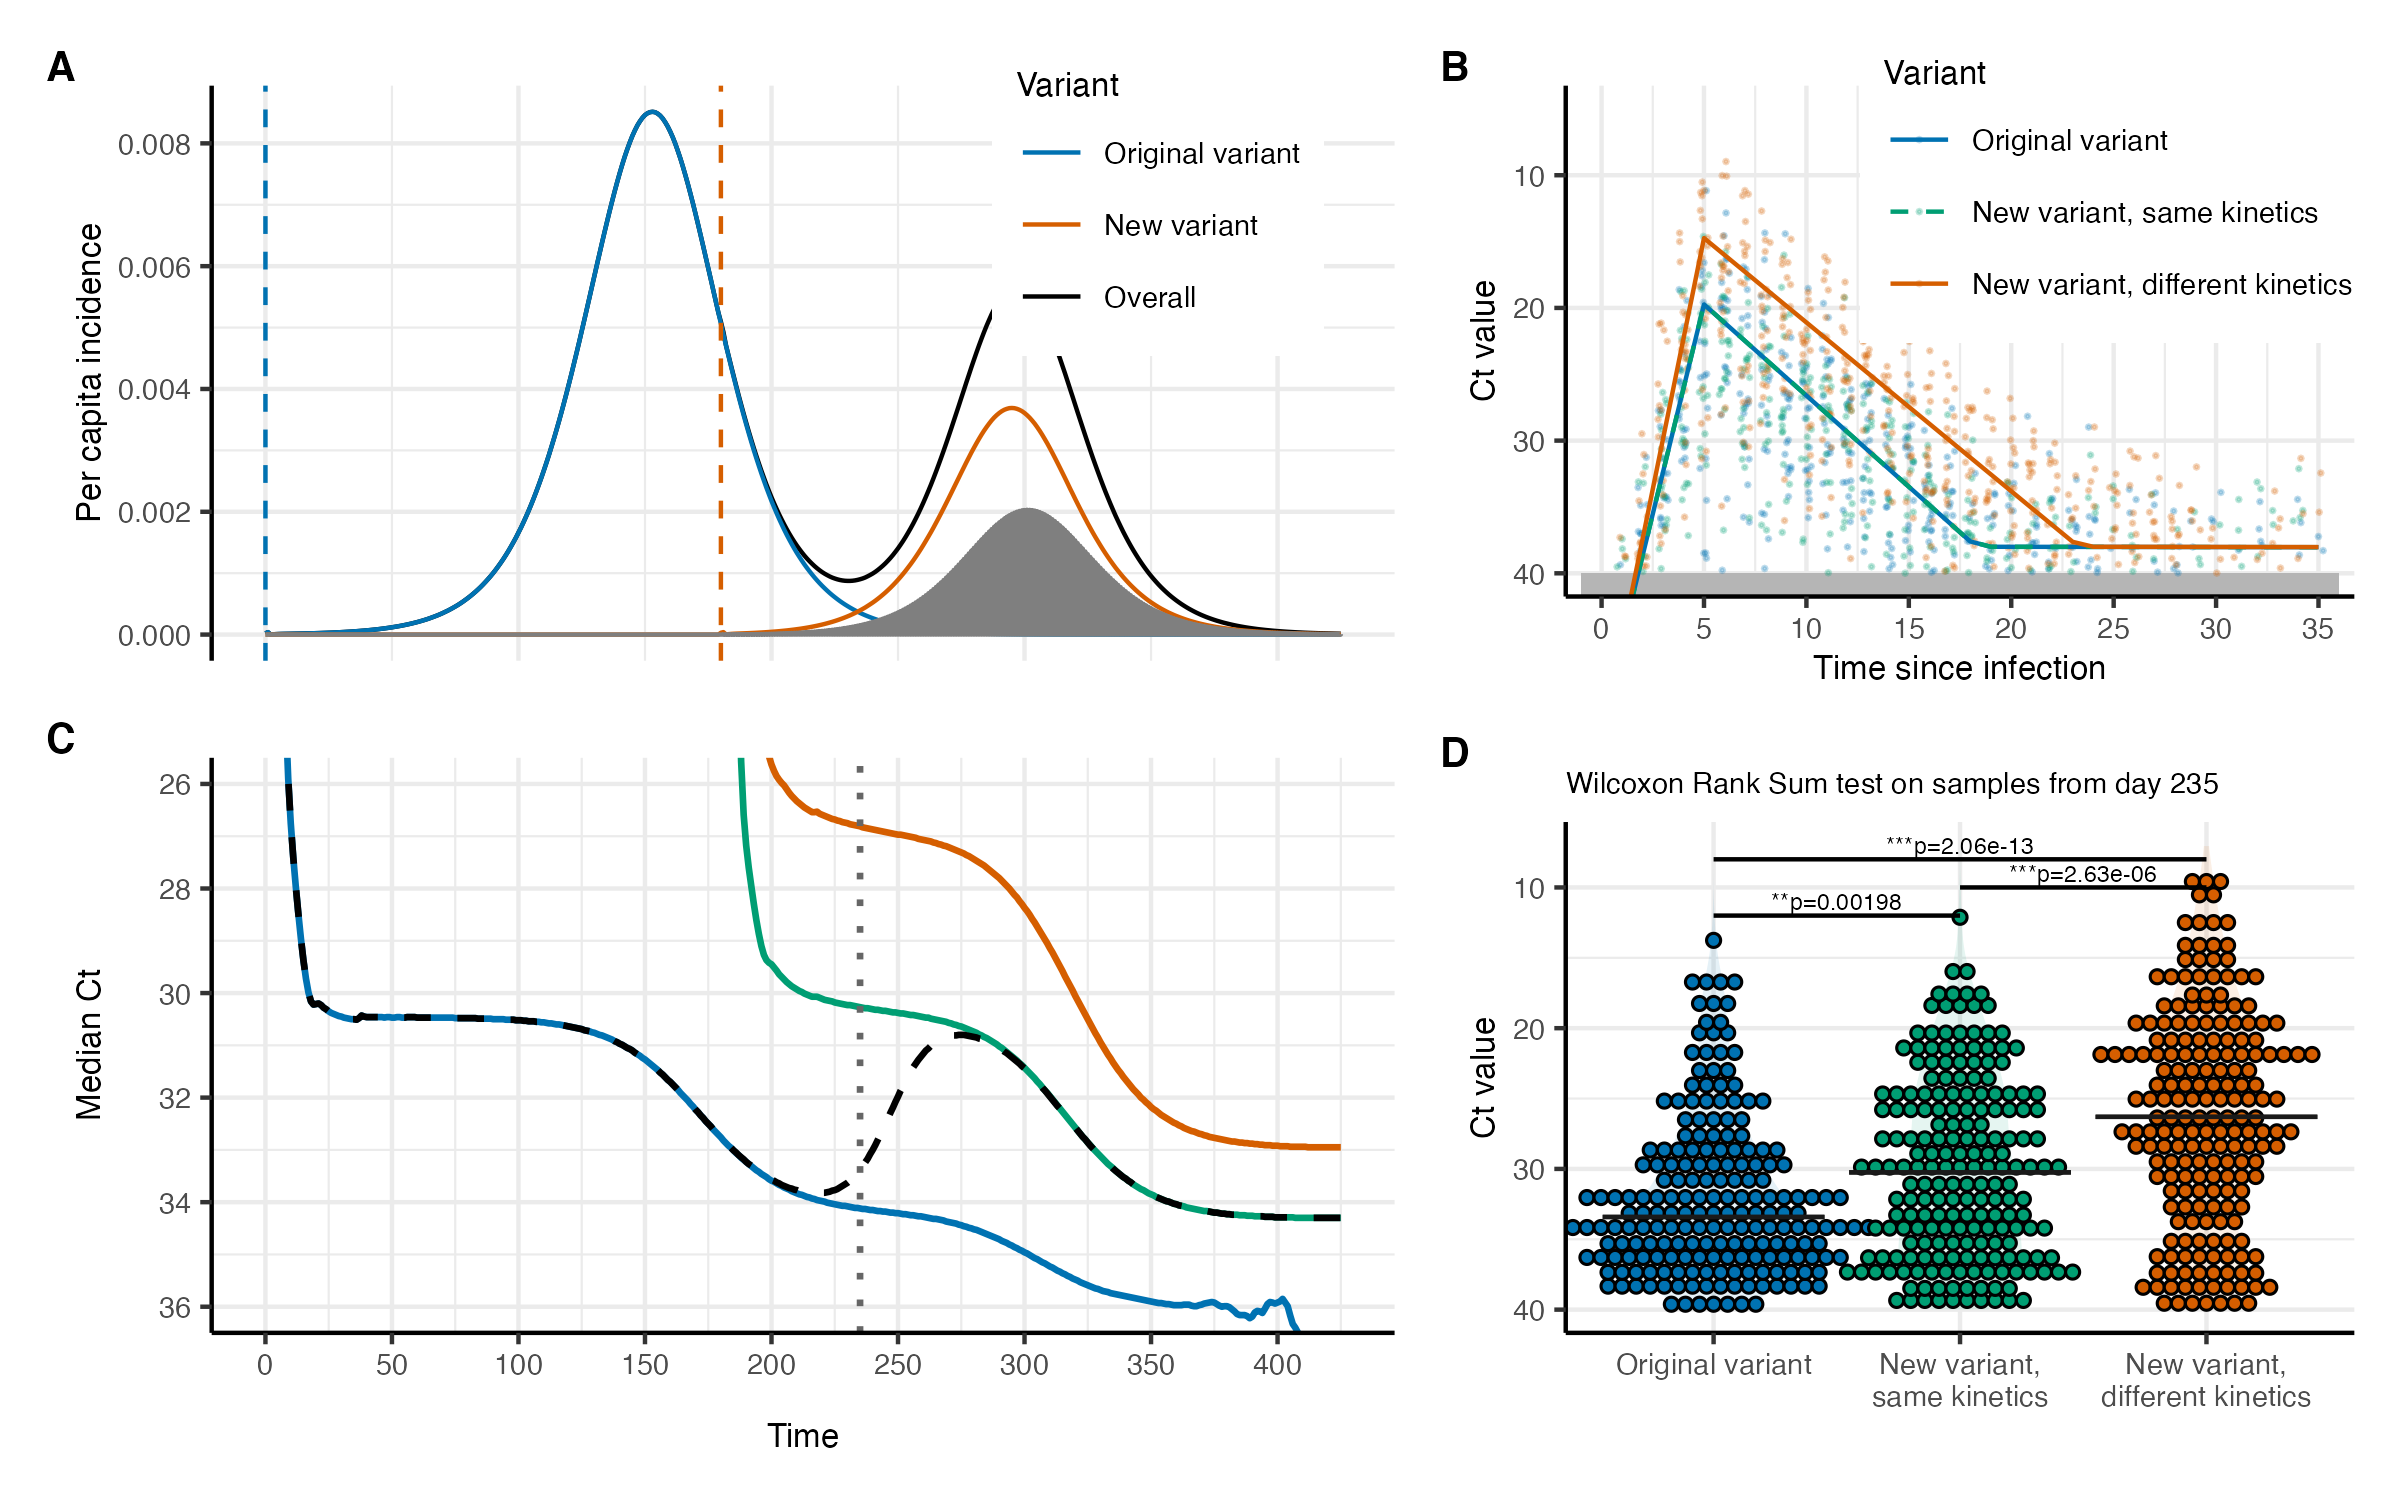 A
Variant
Original variant
New variant
Overall
Per capita incidence
0.008
0.006
0.004
0.002
0.000
B
Variant
Original variant
New variant, same kinetics
New variant, different kinetics
Ct value
10
20
30
40
0 5 10 15 20 25 30 35
Time since infection
C
Median Ct
26
28
30
32
34
36
0 50 100 150 200 250 300 350 400
Time
D
Wilcoxon Rank Sum test on samples from day 235
***p=2.06e-13
***p=2.63e-06
**p=0.00198
Ct value
10
20
30
40
Original variant
New variant,
same kinetics
New variant,
different kinetics